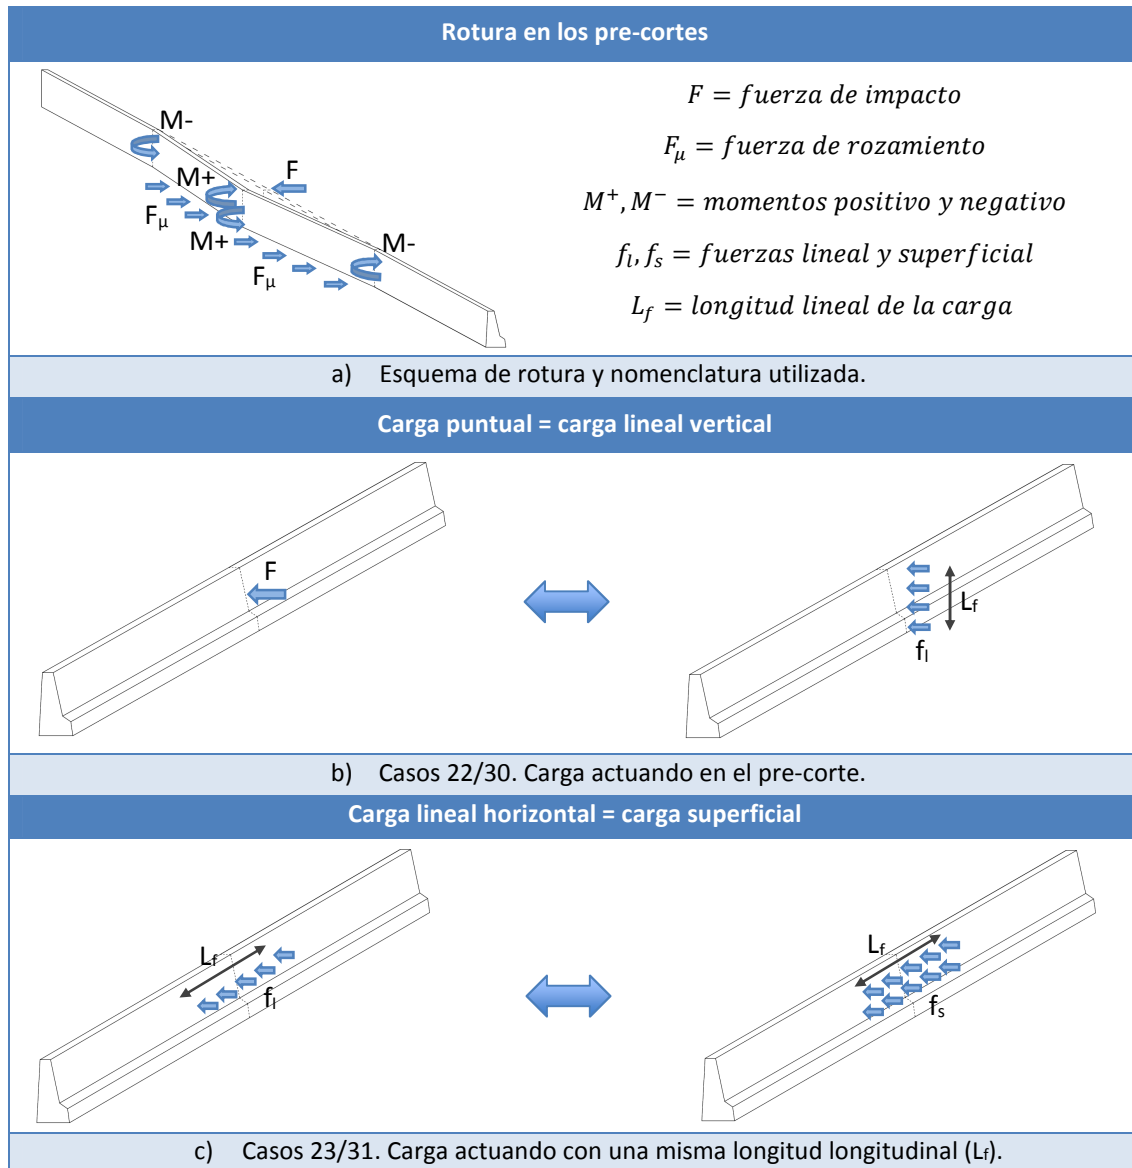 Rotura en los pre-cortes
M-
M+
F
F = fuerza de impacto
Fμ = fuerza de rozamiento
Fμ
M+
M-
Fμ
M⁺, M⁻ = momentos positivo y negativo
fₗ, fₛ = fuerzas lineal y superficial
L_f = longitud lineal de la carga
a) Esquema de rotura y nomenclatura utilizada.
Carga puntual = carga lineal vertical
F
Lf
fl
b) Casos 22/30. Carga actuando en el pre-corte.
Carga lineal horizontal = carga superficial
Lf
fl
Lf
fs
c) Casos 23/31. Carga actuando con una misma longitud longitudinal (Lf).